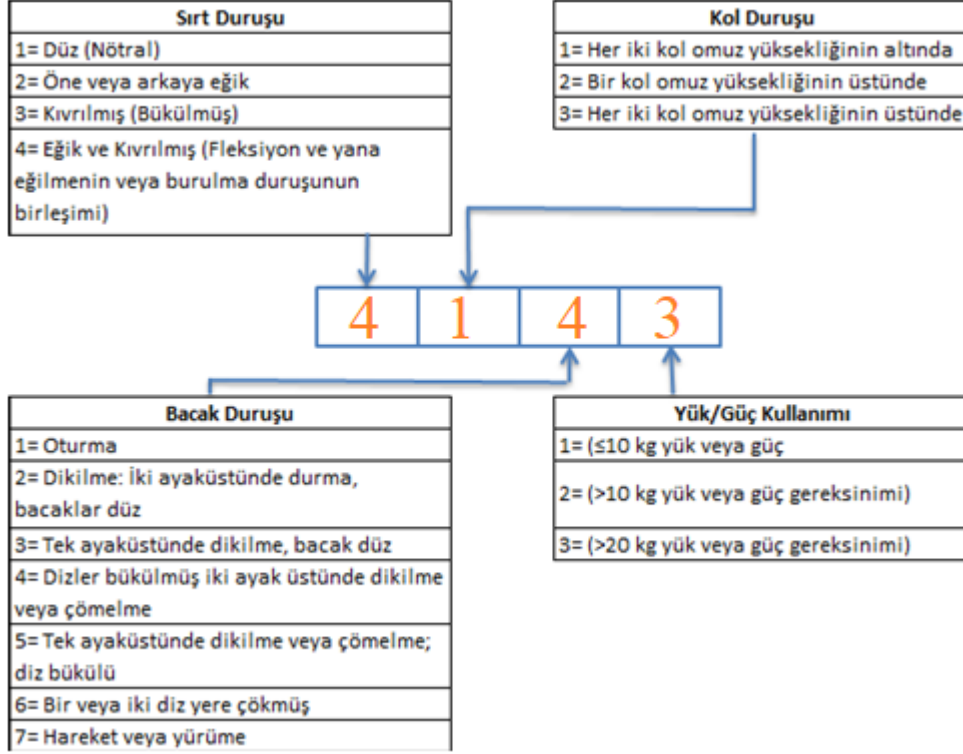 Sırt Duruşu
1= Düz (Nötral)
2= Öne veya arkaya eğik
3= Kıvrılmış (Bükülmüş)
4= Eğik ve Kıvrılmış (Fleksiyon ve yana
eğilmenin veya burulma duruşunun
birleşimi)
Kol Duruşu
1= Her iki kol omuz yüksekliğinin altında
2= Bir kol omuz yüksekliğinin üstünde
3= Her iki kol omuz yüksekliğinin üstünde
4 1 4 3
Bacak Duruşu
1= Oturma
2= Dikilme: İki ayaküstünde durma,
bacaklar düz
3= Tek ayaküstünde dikilme, bacak düz
4= Dizler bükülmüş iki ayak üstünde dikilme
veya çömelme
5= Tek ayaküstünde dikilme veya çömelme;
diz bükülü
6= Bir veya iki diz yere çökmüş
7= Hareket veya yürüme
Yük/Güç Kullanımı
1= (≤10 kg yük veya güç
2= (>10 kg yük veya güç gereksinimi)
3= (>20 kg yük veya güç gereksinimi)